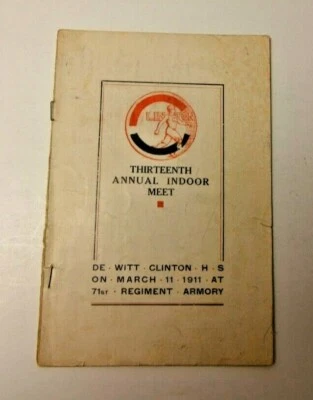 THIRTEENTH
ANNUAL INDOOR
MEET
DE · WITT · CLINTON · H · S
ON · MARCH · 11 · 1911 · AT
71ST · REGIMENT · ARMORY